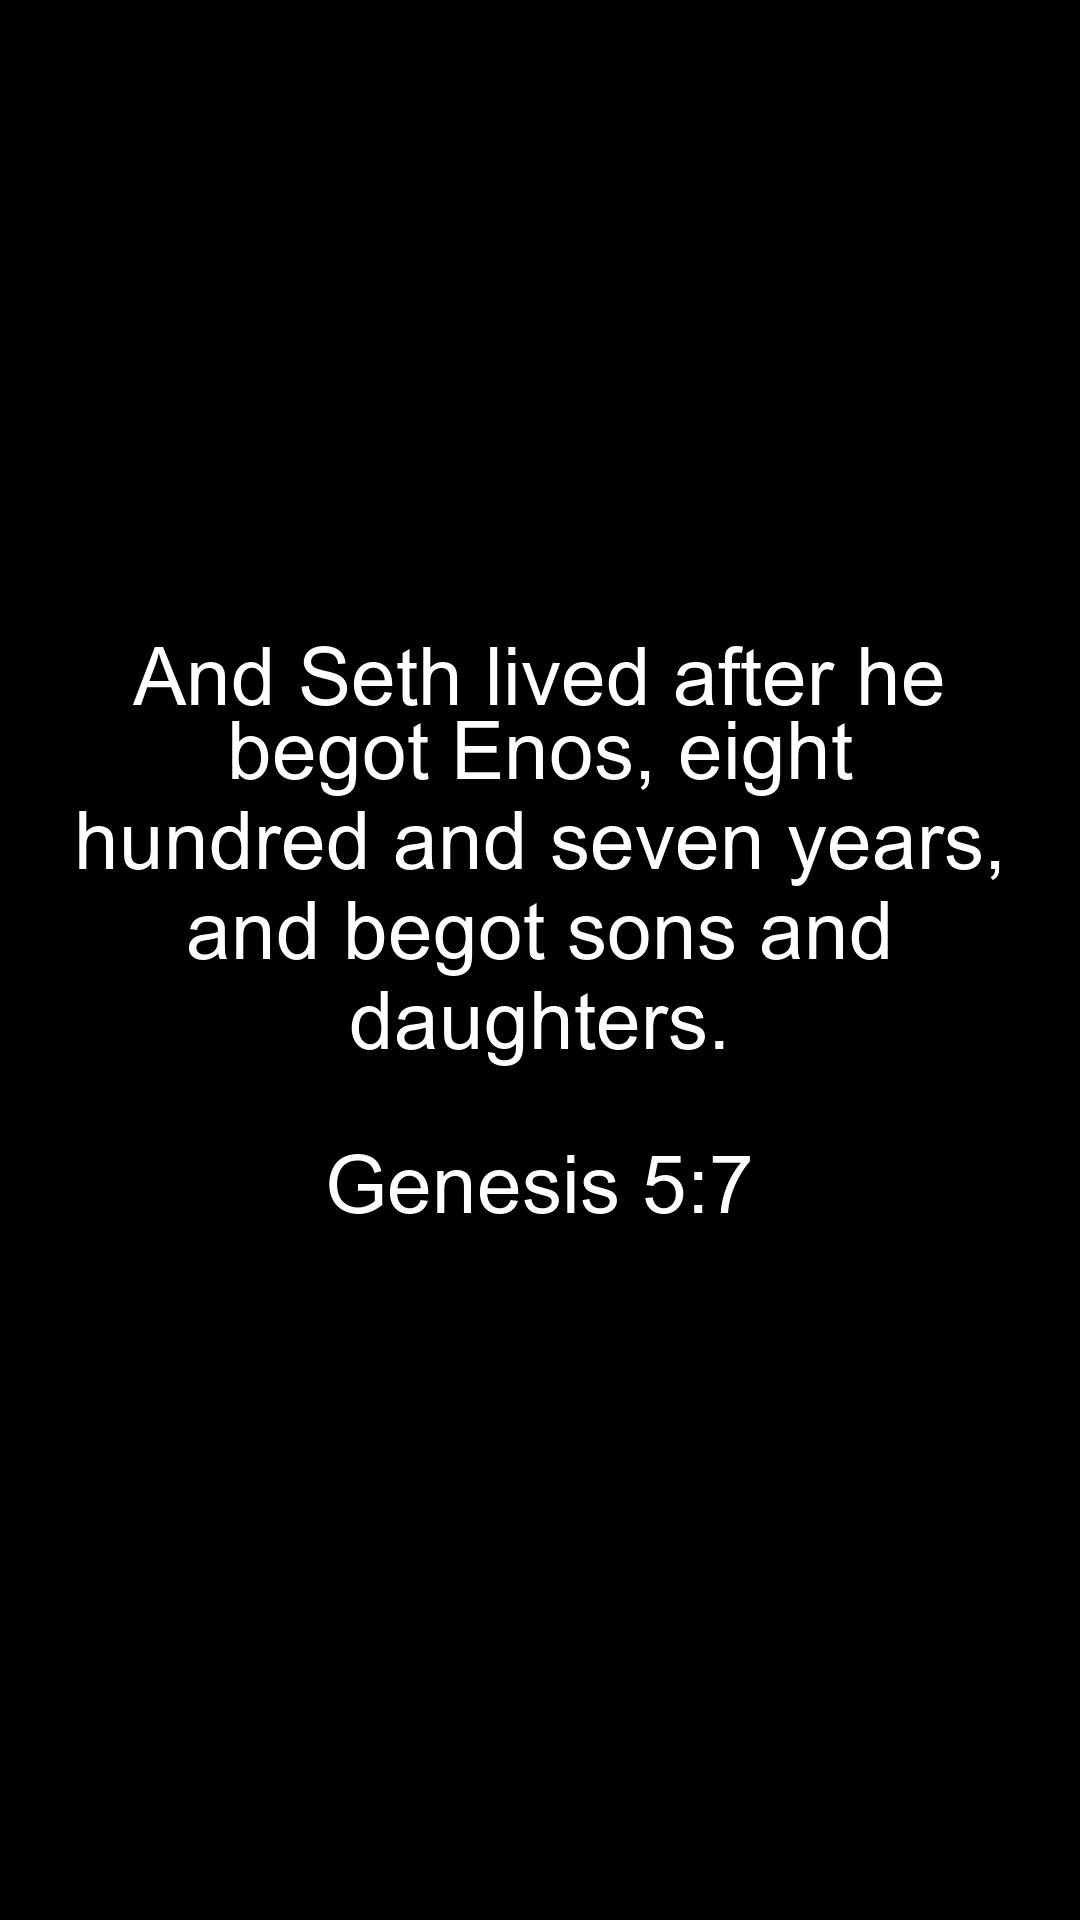 And Seth lived after he
begot Enos, eight
hundred and seven years,
and begot sons and
daughters.
Genesis 5:7